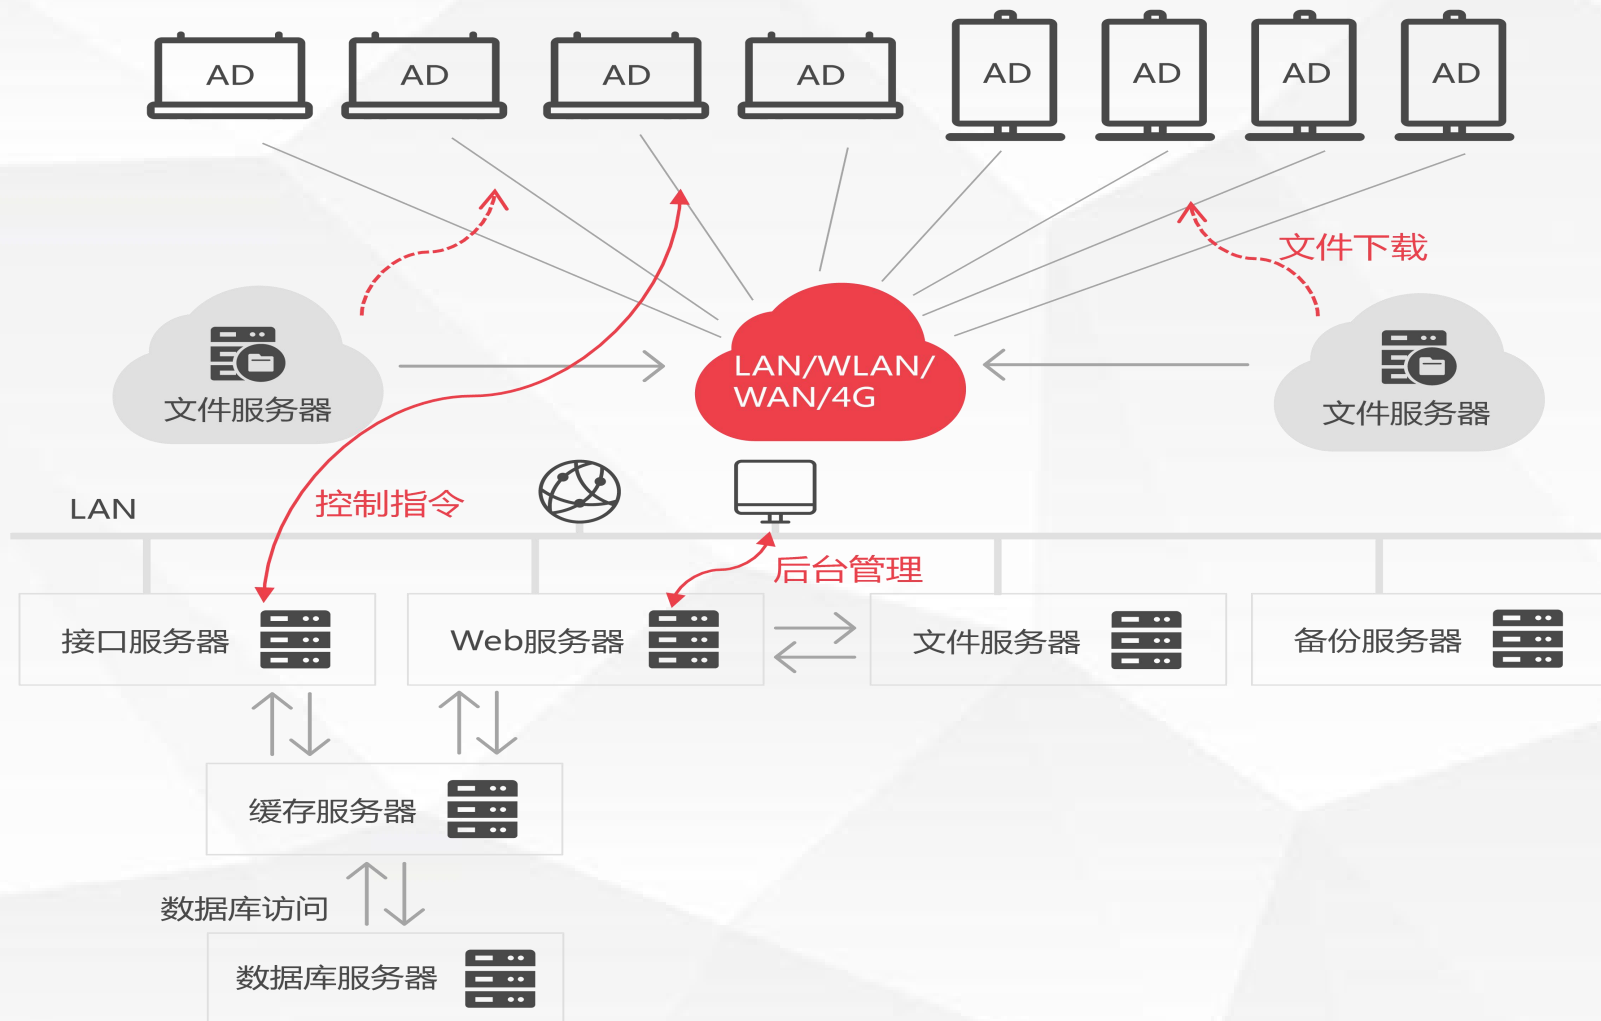 AD
AD
AD
AD
AD
AD
AD
AD
文件下载
LAN/WLAN/
WAN/4G
文件服务器
文件服务器
LAN
控制指令
后台管理
接口服务器
Web服务器
文件服务器
备份服务器
缓存服务器
数据库访问
数据库服务器